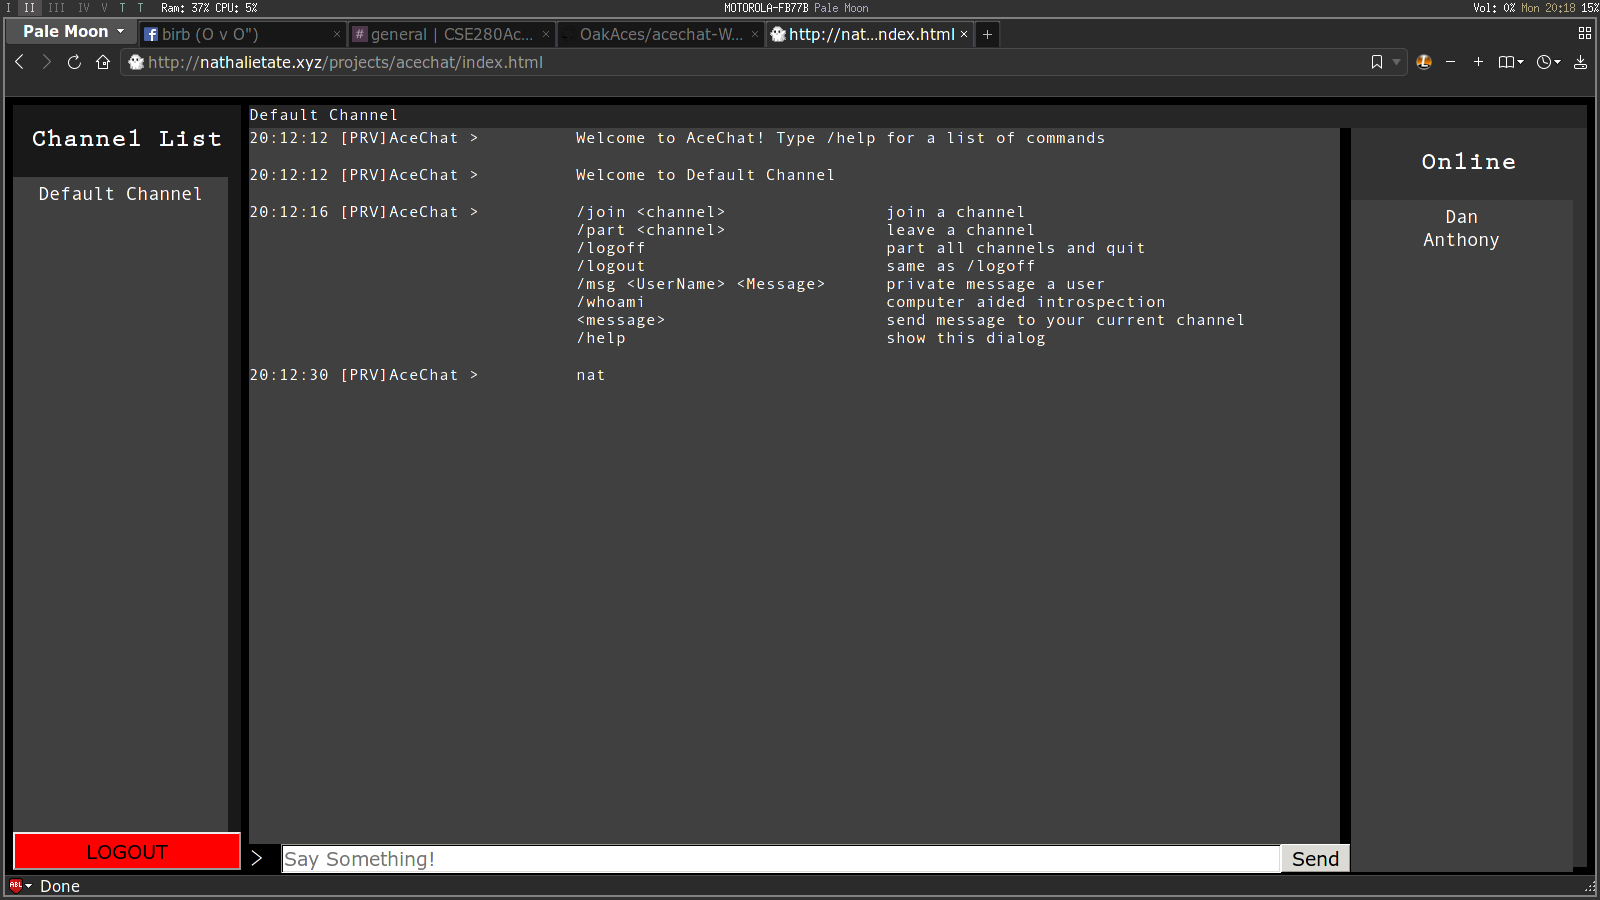 I II III IV V T T Ram: 37% CPU: 5% MOTOROLA-FB77B Pale Moon Vol: 0% Mon 20:18 15%
Pale Moon birb (O v O") × # general | CSE280Ac... × OakAces/acechat-W... × http://nat...ndex.html × +
http://nathalietate.xyz/projects/acechat/index.html
Channel List
Default Channel
LOGOUT
Default Channel
20:12:12 [PRV]AceChat > Welcome to AceChat! Type /help for a list of commands
20:12:12 [PRV]AceChat > Welcome to Default Channel
20:12:16 [PRV]AceChat > /join <channel> join a channel
/part <channel> leave a channel
/logoff part all channels and quit
/logout same as /logoff
/msg <UserName> <Message> private message a user
/whoami computer aided introspection
<message> send message to your current channel
/help show this dialog
20:12:30 [PRV]AceChat > nat
> Say Something! Send
Online
Dan
Anthony
ABL Done